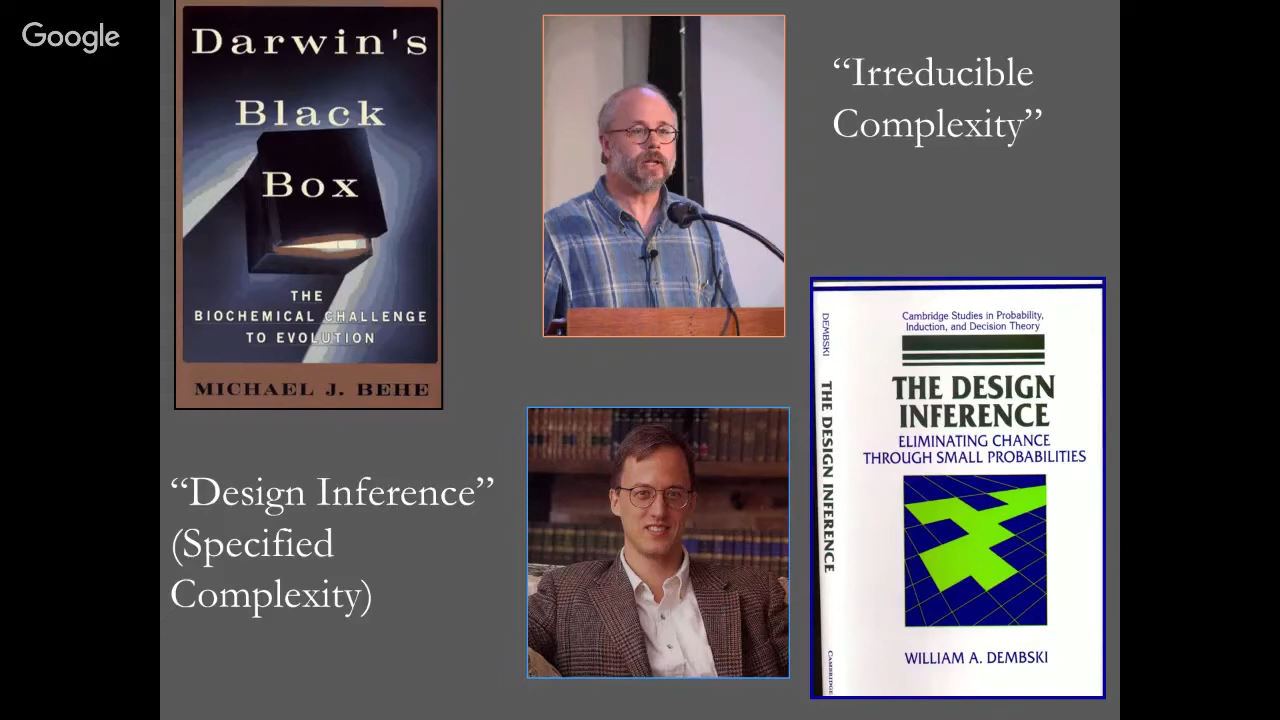 Google
Darwin's
Black
Box
THE
BIOCHEMICAL CHALLENGE
TO EVOLUTION
MICHAEL J. BEHE
“Irreducible
Complexity”
“Design Inference”
(Specified
Complexity)
DEMBSKI
THE DESIGN INFERENCE
CAMBRIDGE
Cambridge Studies in Probability,
Induction, and Decision Theory
THE DESIGN
INFERENCE
ELIMINATING CHANCE
THROUGH SMALL PROBABILITIES
WILLIAM A. DEMBSKI